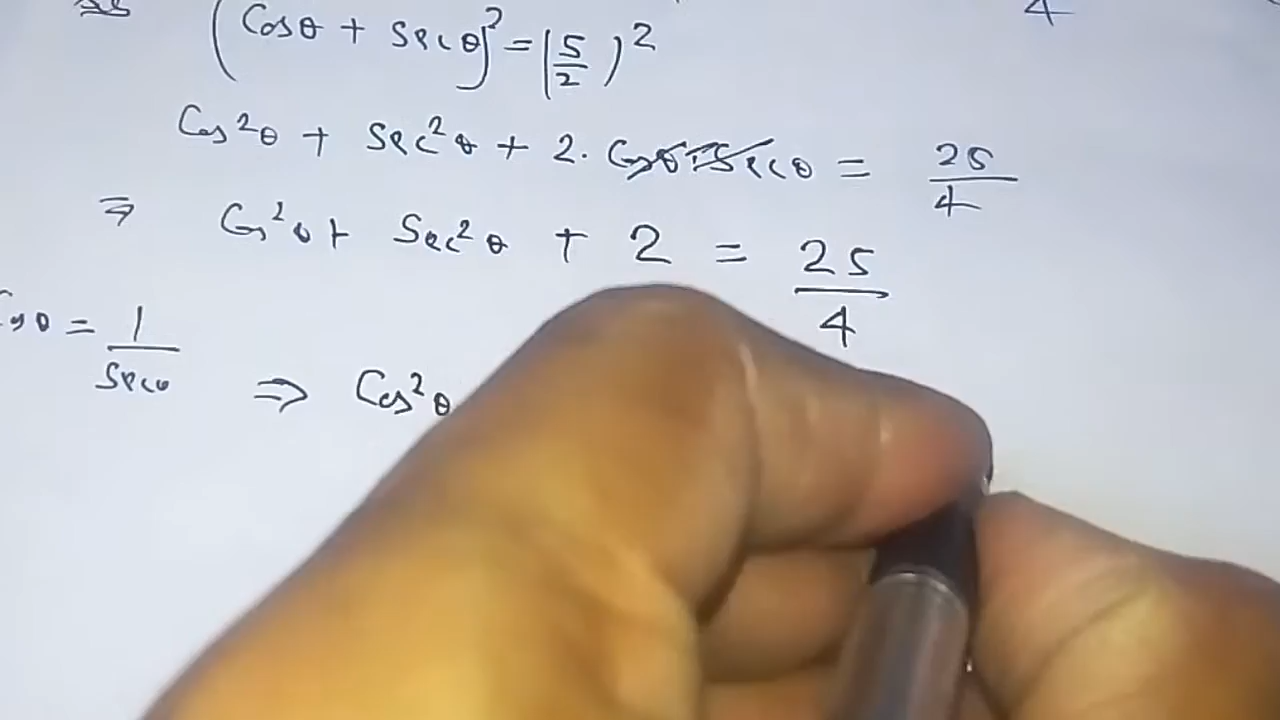 4
(Cosθ + Secθ)² = (5/2)²
Cos²θ + Sec²θ + 2. Cosθ . Secθ = 25/4
⇒ Cos²θ + Sec²θ + 2 = 25/4
Cosθ = 1/Secθ
⇒ Cos²θ